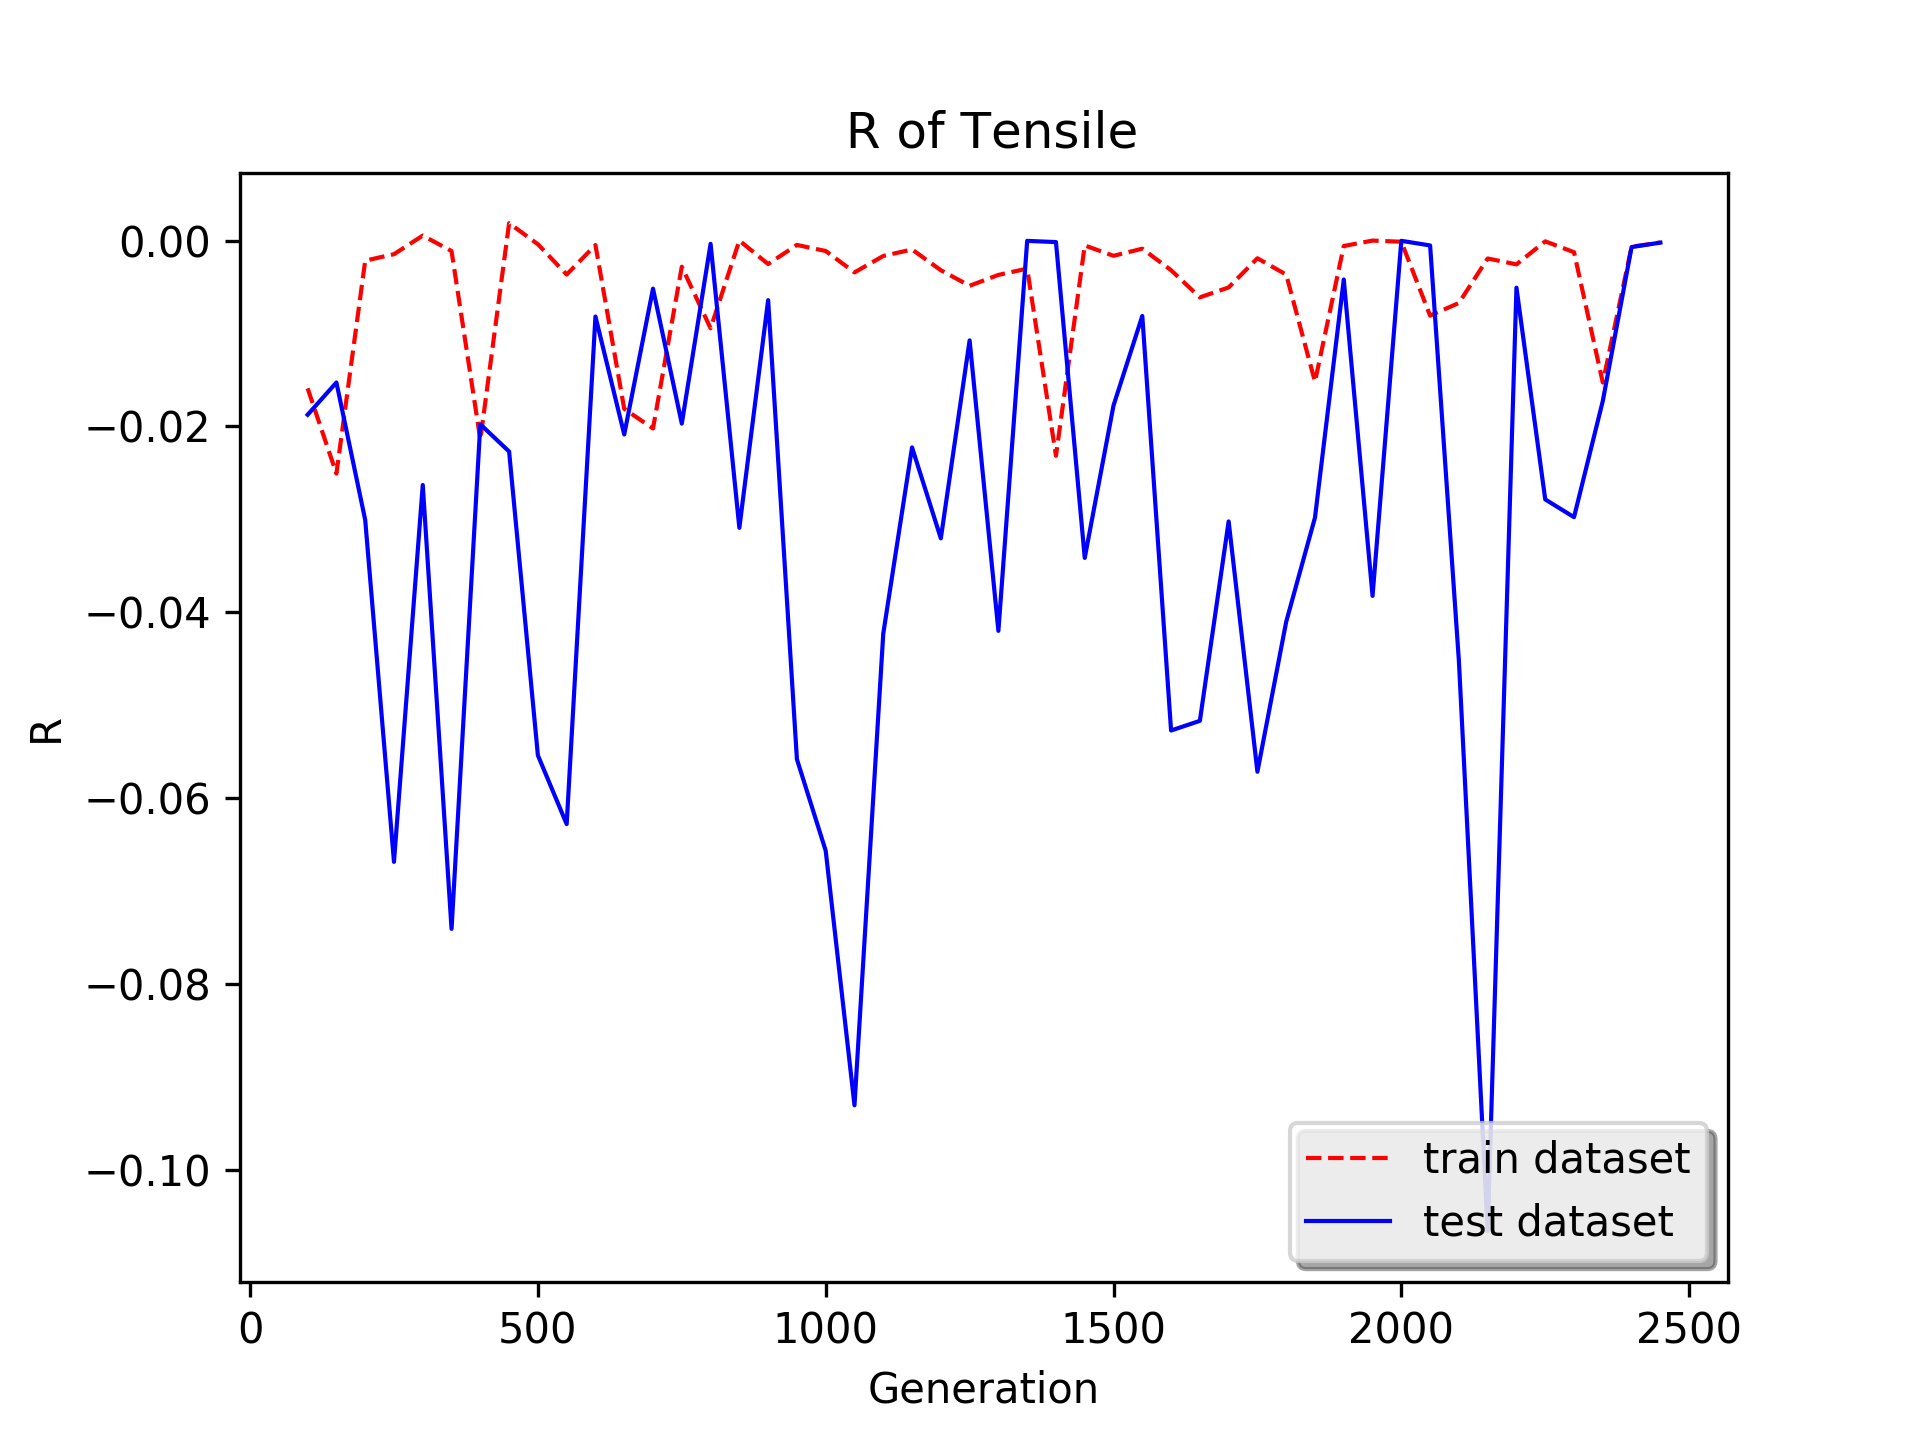 R of Tensile
0.00
−0.02
−0.04
−0.06
−0.08
−0.10
R
train dataset
test dataset
0 500 1000 1500 2000 2500
Generation